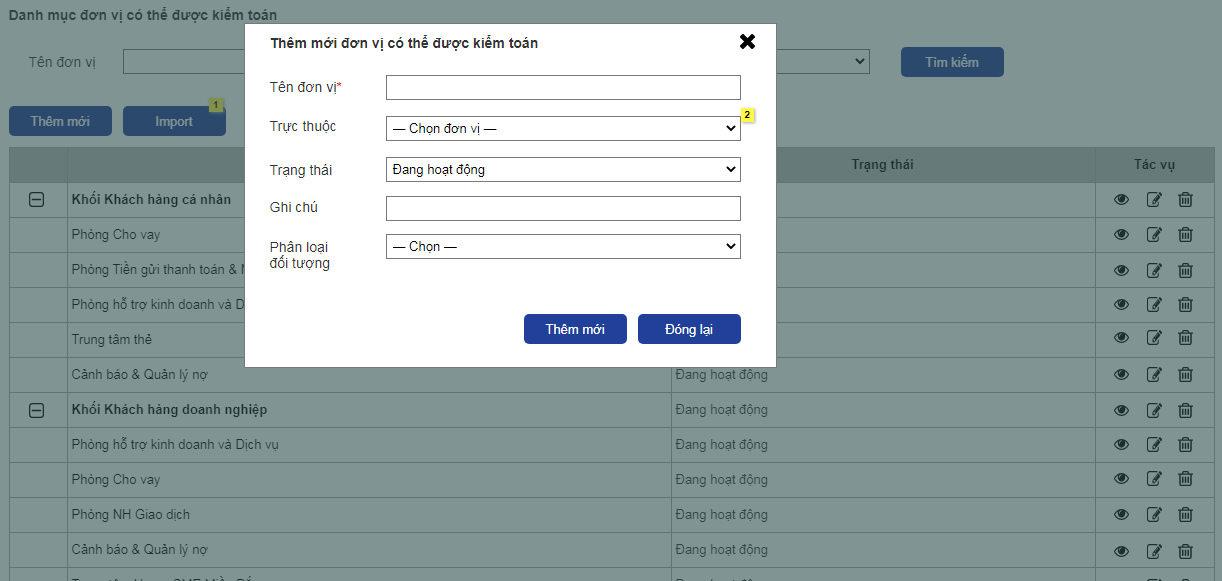 Danh mục đơn vị có thể được kiểm toán
Thêm mới đơn vị có thể được kiểm toán
Tên đơn vị
Tìm kiếm
Tên đơn vị*
Thêm mới
Import
1
Trực thuộc
— Chọn đơn vị —
2
Trạng thái
Đang hoạt động
Ghi chú
Phân loại
đối tượng
— Chọn —
Thêm mới
Đóng lại
Trạng thái
Tác vụ
Khối Khách hàng cá nhân
Phòng Cho vay
Phòng Tiền gửi thanh toán &
Phòng hỗ trợ kinh doanh và
Trung tâm thẻ
Cảnh báo & Quản lý nợ
Đang hoạt động
Khối Khách hàng doanh nghiệp
Đang hoạt động
Phòng hỗ trợ kinh doanh và Dịch vụ
Đang hoạt động
Phòng Cho vay
Đang hoạt động
Phòng NH Giao dịch
Đang hoạt động
Cảnh báo & Quản lý nợ
Đang hoạt động